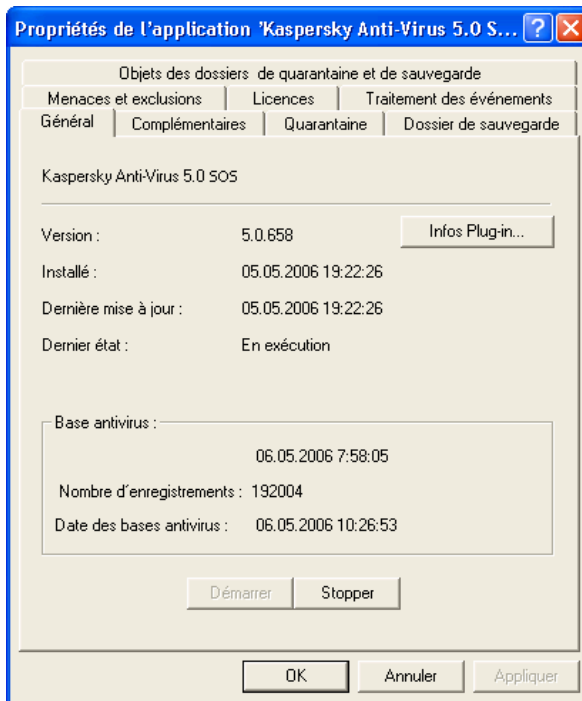 Propriétés de l'application 'Kaspersky Anti-Virus 5.0 S...
Objets des dossiers de quarantaine et de sauvegarde
Menaces et exclusions Licences Traitement des événements
Général Complémentaires Quarantaine Dossier de sauvegarde
Kaspersky Anti-Virus 5.0 SOS
Version : 5.0.658 Infos Plug-in...
Installé : 05.05.2006 19:22:26
Dernière mise à jour : 05.05.2006 19:22:26
Dernier état : En exécution
Base antivirus :
06.05.2006 7:58:05
Nombre d'enregistrements : 192004
Date des bases antivirus : 06.05.2006 10:26:53
Démarrer Stopper
OK Annuler Appliquer